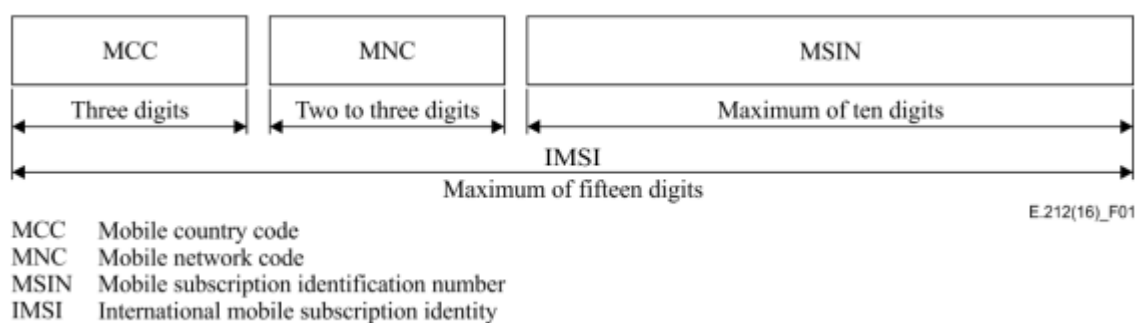 MCC MNC MSIN
Three digits Two to three digits Maximum of ten digits
IMSI
Maximum of fifteen digits
E.212(16)_F01
MCC Mobile country code
MNC Mobile network code
MSIN Mobile subscription identification number
IMSI International mobile subscription identity